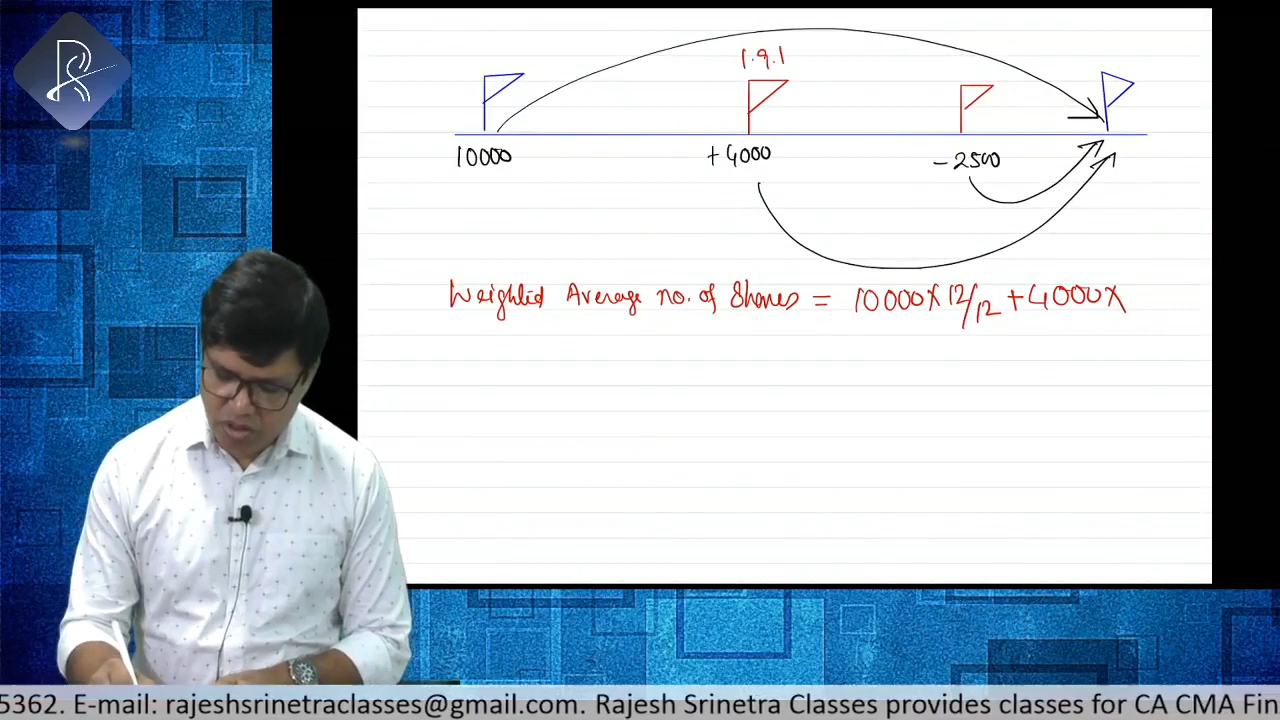 RS
1.9.1
10000 +4000 -2500
Weighted Average no. of Shares = 10000 X 12/12 + 4000 X
5362. E-mail: rajeshsrinetraclasses@gmail.com. Rajesh Srinetra Classes provides classes for CA CMA Fin